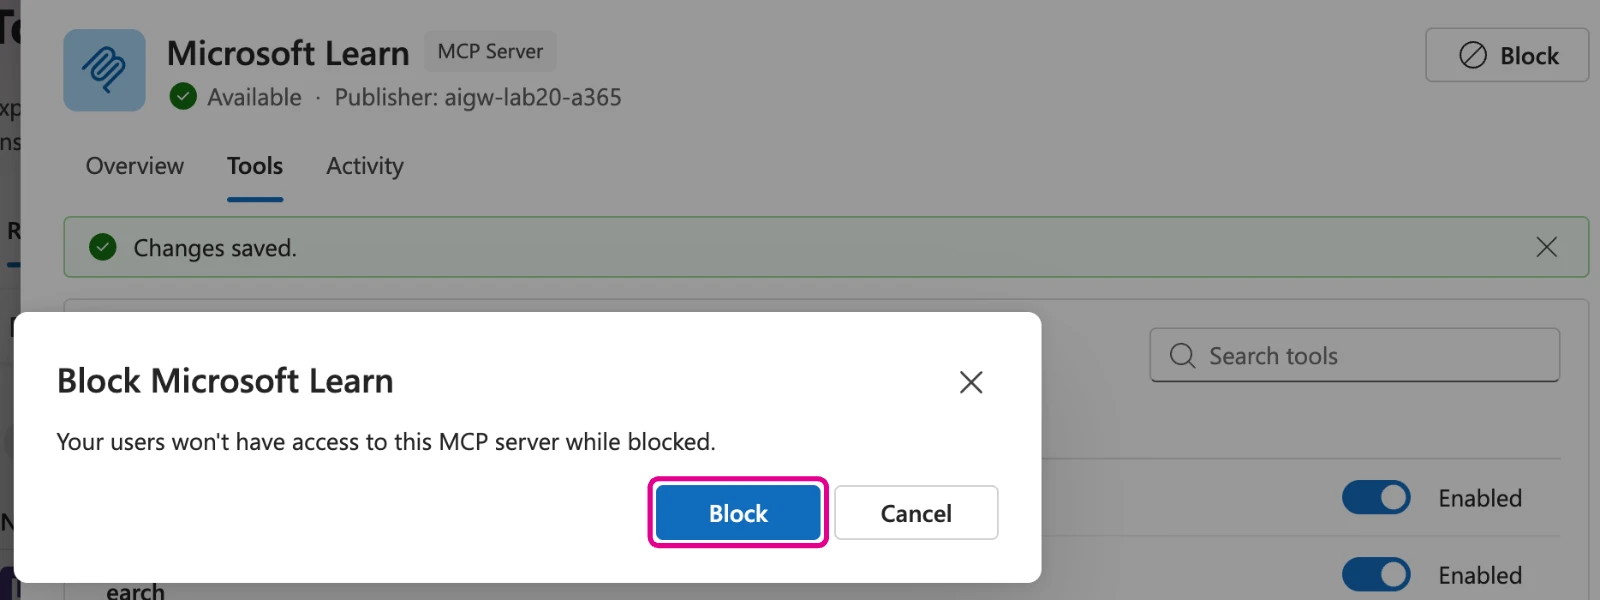 Microsoft Learn MCP Server
Block
Available · Publisher: aigw-lab20-a365
Overview Tools Activity
Changes saved.
Search tools
Block Microsoft Learn
Your users won't have access to this MCP server while blocked.
Block Cancel
Enabled
Enabled
earch